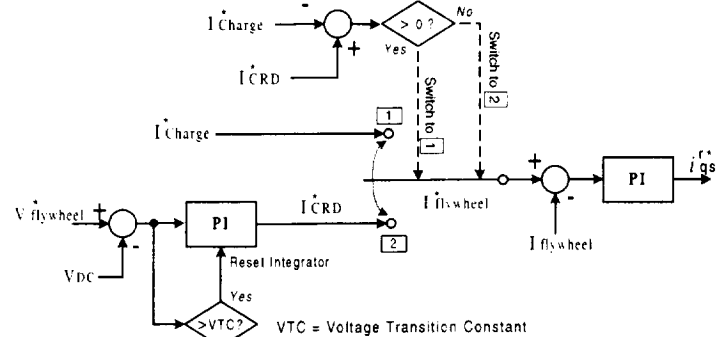 I*Charge
-
> 0 ?
No
+
Yes
I*CRD
Switch to 1
Switch to 2
1
I*Charge
I*flywheel
+
-
PI
i r* qs
I flywheel
V*flywheel
+
-
PI
I*CRD
2
VDC
Reset Integrator
Yes
>VTC?
VTC = Voltage Transition Constant